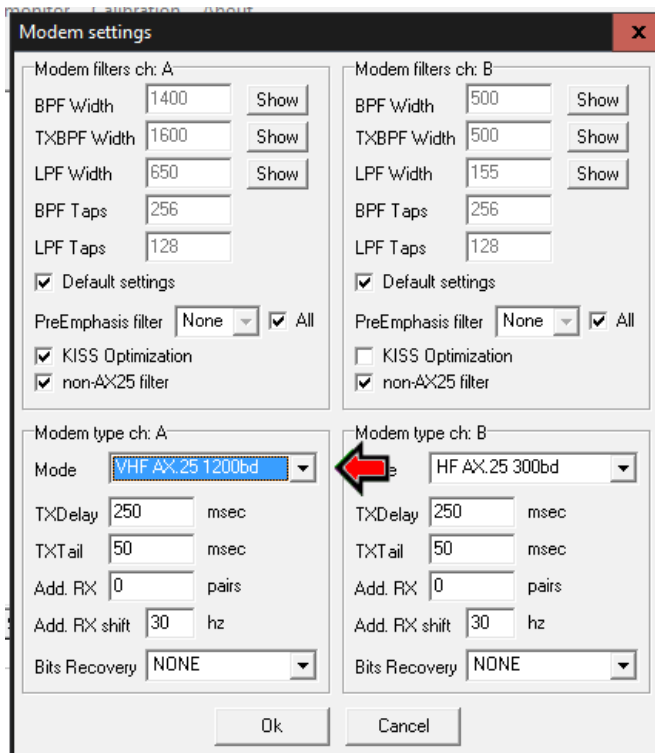 monitor Calibration About
Modem settings
x
Modem filters ch: A
BPF Width 1400 Show
TXBPF Width 1600 Show
LPF Width 650 Show
BPF Taps 256
LPF Taps 128
Default settings
PreEmphasis filter None All
KISS Optimization
non-AX25 filter
Modem filters ch: B
BPF Width 500 Show
TXBPF Width 500 Show
LPF Width 155 Show
BPF Taps 256
LPF Taps 128
Default settings
PreEmphasis filter None All
KISS Optimization
non-AX25 filter
Modem type ch: A
Mode VHF AX.25 1200bd
TXDelay 250 msec
TXTail 50 msec
Add. RX 0 pairs
Add. RX shift 30 hz
Bits Recovery NONE
Modem type ch: B
HF AX.25 300bd
TXDelay 250 msec
TXTail 50 msec
Add. RX 0 pairs
Add. RX shift 30 hz
Bits Recovery NONE
Ok Cancel